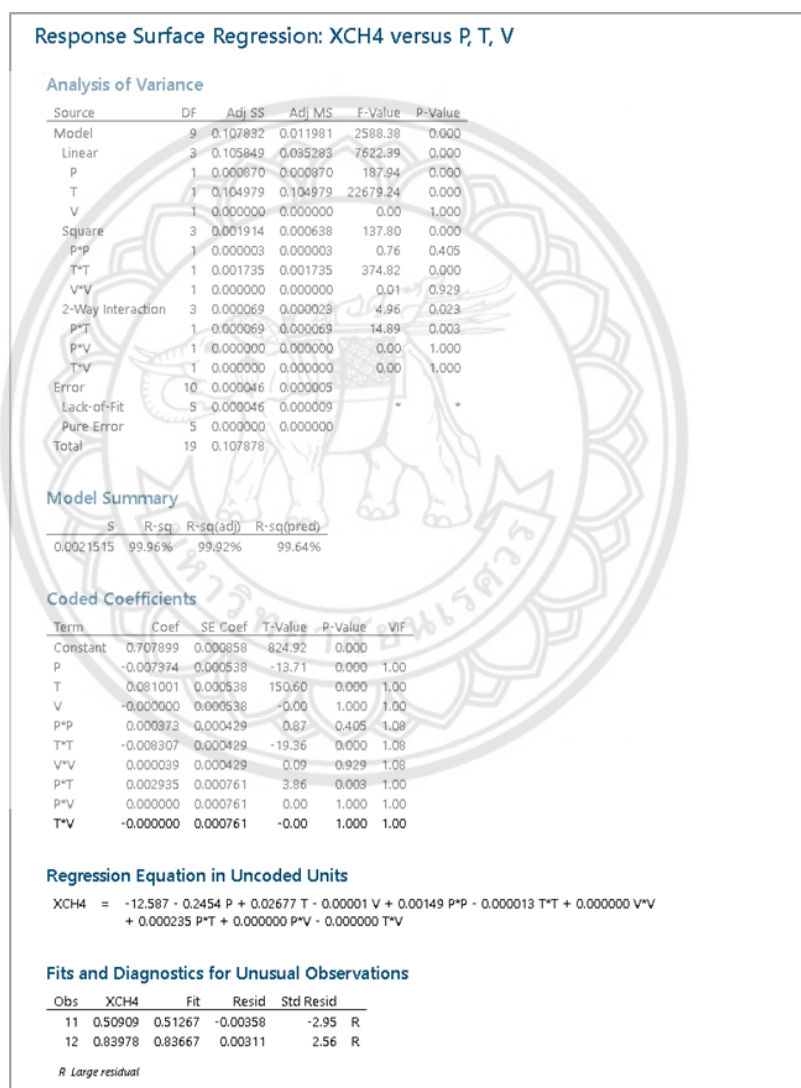 Response Surface Regression: XCH4 versus P, T, V
Analysis of Variance
Source DF Adj SS Adj MS F-Value P-Value
Model 9 0.107832 0.011981 2588.38 0.000
Linear 3 0.105849 0.035283 7622.39 0.000
P 1 0.000870 0.000870 187.94 0.000
T 1 0.104979 0.104979 22679.24 0.000
V 1 0.000000 0.000000 0.00 1.000
Square 3 0.001914 0.000638 137.80 0.000
P*P 1 0.000003 0.000003 0.76 0.405
T*T 1 0.001735 0.001735 374.82 0.000
V*V 1 0.000000 0.000000 0.01 0.929
2-Way Interaction 3 0.000069 0.000023 4.96 0.023
P*T 1 0.000069 0.000069 14.89 0.003
P*V 1 0.000000 0.000000 0.00 1.000
T*V 1 0.000000 0.000000 0.00 1.000
Error 10 0.000046 0.000005
Lack-of-Fit 5 0.000046 0.000009 * *
Pure Error 5 0.000000 0.000000
Total 19 0.107878
Model Summary
S R-sq R-sq(adj) R-sq(pred)
0.0021515 99.96% 99.92% 99.64%
มหาวิทยาลัยนเรศวร
Coded Coefficients
Term Coef SE Coef T-Value P-Value VIF
Constant 0.707899 0.000858 824.92 0.000
P -0.007374 0.000538 -13.71 0.000 1.00
T 0.081001 0.000538 150.60 0.000 1.00
V -0.000000 0.000538 -0.00 1.000 1.00
P*P 0.000373 0.000429 0.87 0.405 1.08
T*T -0.008307 0.000429 -19.36 0.000 1.08
V*V 0.000039 0.000429 0.09 0.929 1.08
P*T 0.002935 0.000761 3.86 0.003 1.00
P*V 0.000000 0.000761 0.00 1.000 1.00
T*V -0.000000 0.000761 -0.00 1.000 1.00
Regression Equation in Uncoded Units
XCH4 = -12.587 - 0.2454 P + 0.02677 T - 0.00001 V + 0.00149 P*P - 0.000013 T*T + 0.000000 V*V
+ 0.000235 P*T + 0.000000 P*V - 0.000000 T*V
Fits and Diagnostics for Unusual Observations
Obs XCH4 Fit Resid Std Resid
11 0.50909 0.51267 -0.00358 -2.95 R
12 0.83978 0.83667 0.00311 2.56 R
R Large residual